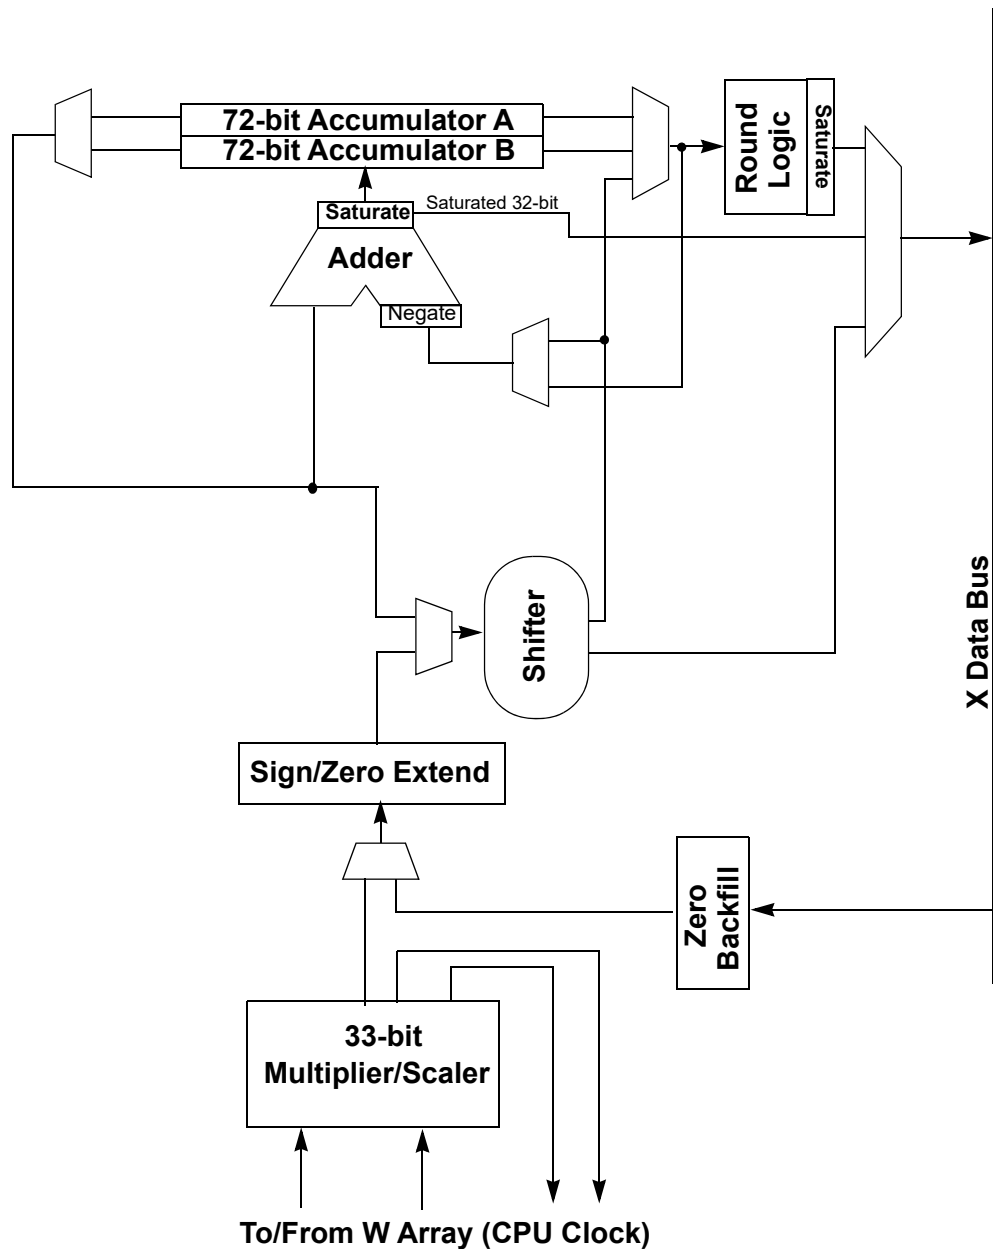 72-bit Accumulator A
72-bit Accumulator B
Round
Logic
Saturate
Saturate
Saturated 32-bit
Adder
Negate
Shifter
X Data Bus
Sign/Zero Extend
Zero
Backfill
33-bit
Multiplier/Scaler
To/From W Array (CPU Clock)